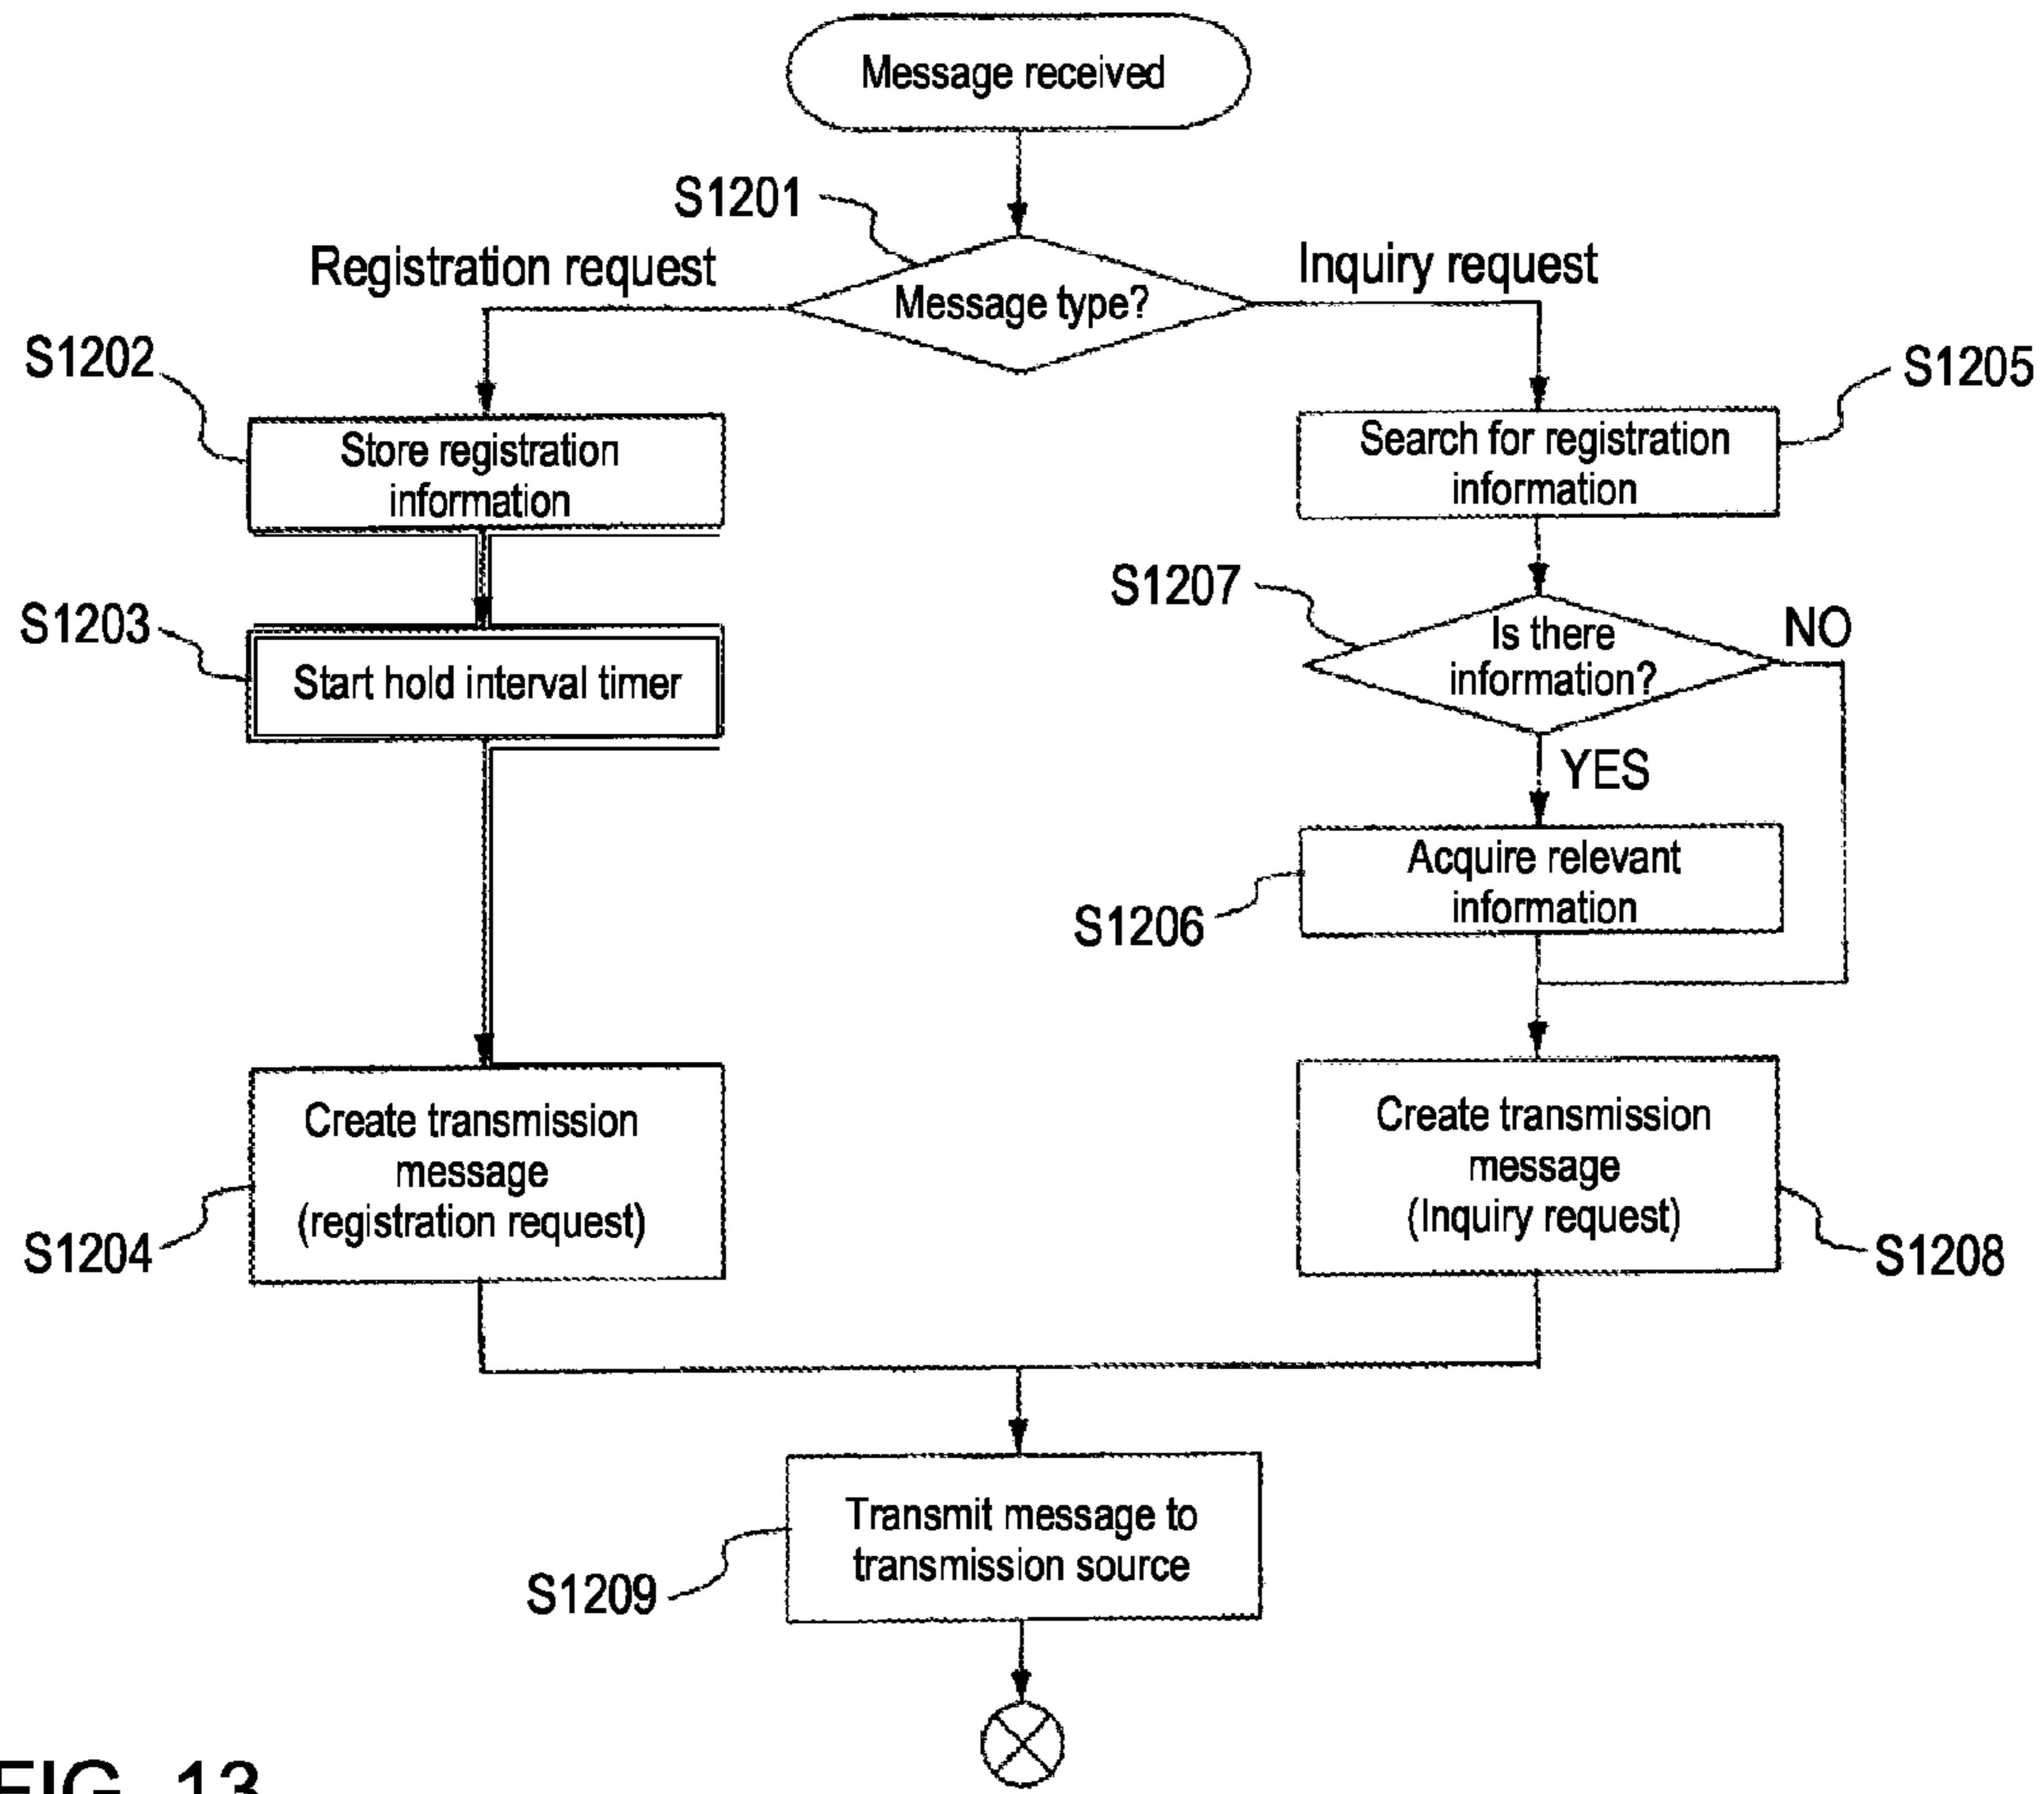 Message received
S1201
Registration request
Inquiry request
Message type?
S1202
S1205
Store registration
information
Search for registration
information
S1207
Is there
information?
NO
S1203
Start hold interval timer
YES
Acquire relevant
information
S1206
Create transmission
message
(registration request)
S1204
Create transmission
message
(Inquiry request)
S1208
Transmit message to
transmission source
S1209
FIG. 13